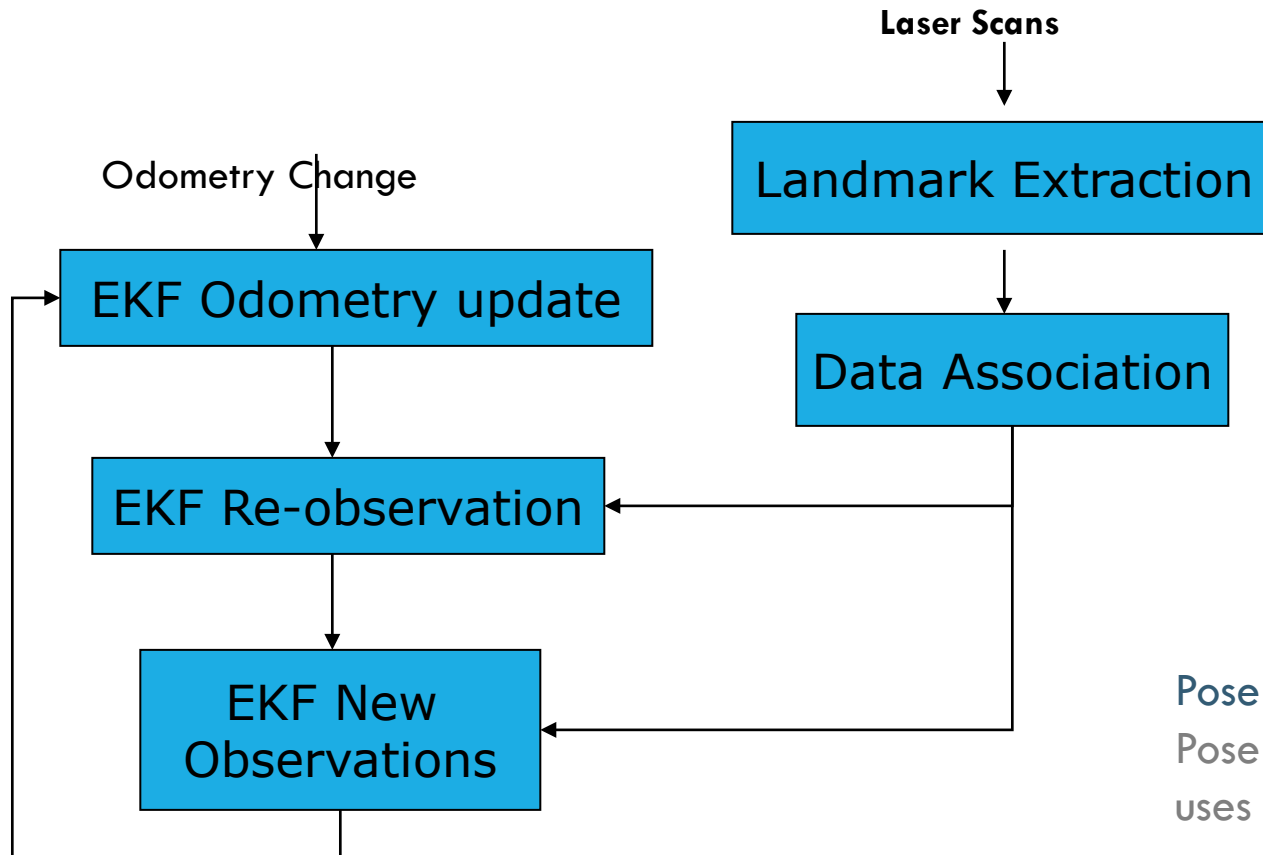 Laser Scans
Landmark Extraction
Odometry Change
EKF Odometry update
Data Association
EKF Re-observation
EKF New
Observations
Pose
Pose
uses